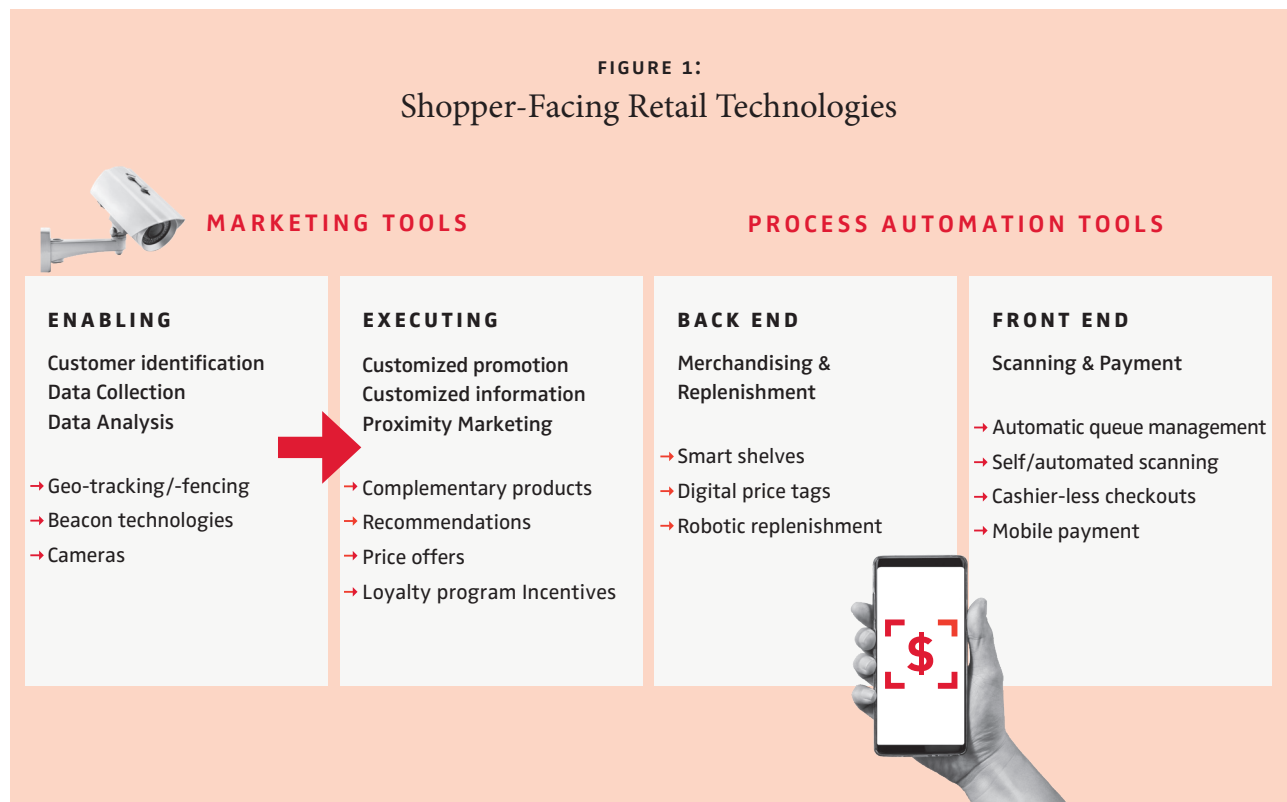 FIGURE 1:
Shopper-Facing Retail Technologies
MARKETING TOOLS
PROCESS AUTOMATION TOOLS
ENABLING
Customer identification
Data Collection
Data Analysis
→ Geo-tracking/-fencing
→ Beacon technologies
→ Cameras
EXECUTING
Customized promotion
Customized information
Proximity Marketing
→ Complementary products
→ Recommendations
→ Price offers
→ Loyalty program Incentives
BACK END
Merchandising &
Replenishment
→ Smart shelves
→ Digital price tags
→ Robotic replenishment
FRONT END
Scanning & Payment
→ Automatic queue management
→ Self/automated scanning
→ Cashier-less checkouts
→ Mobile payment
$